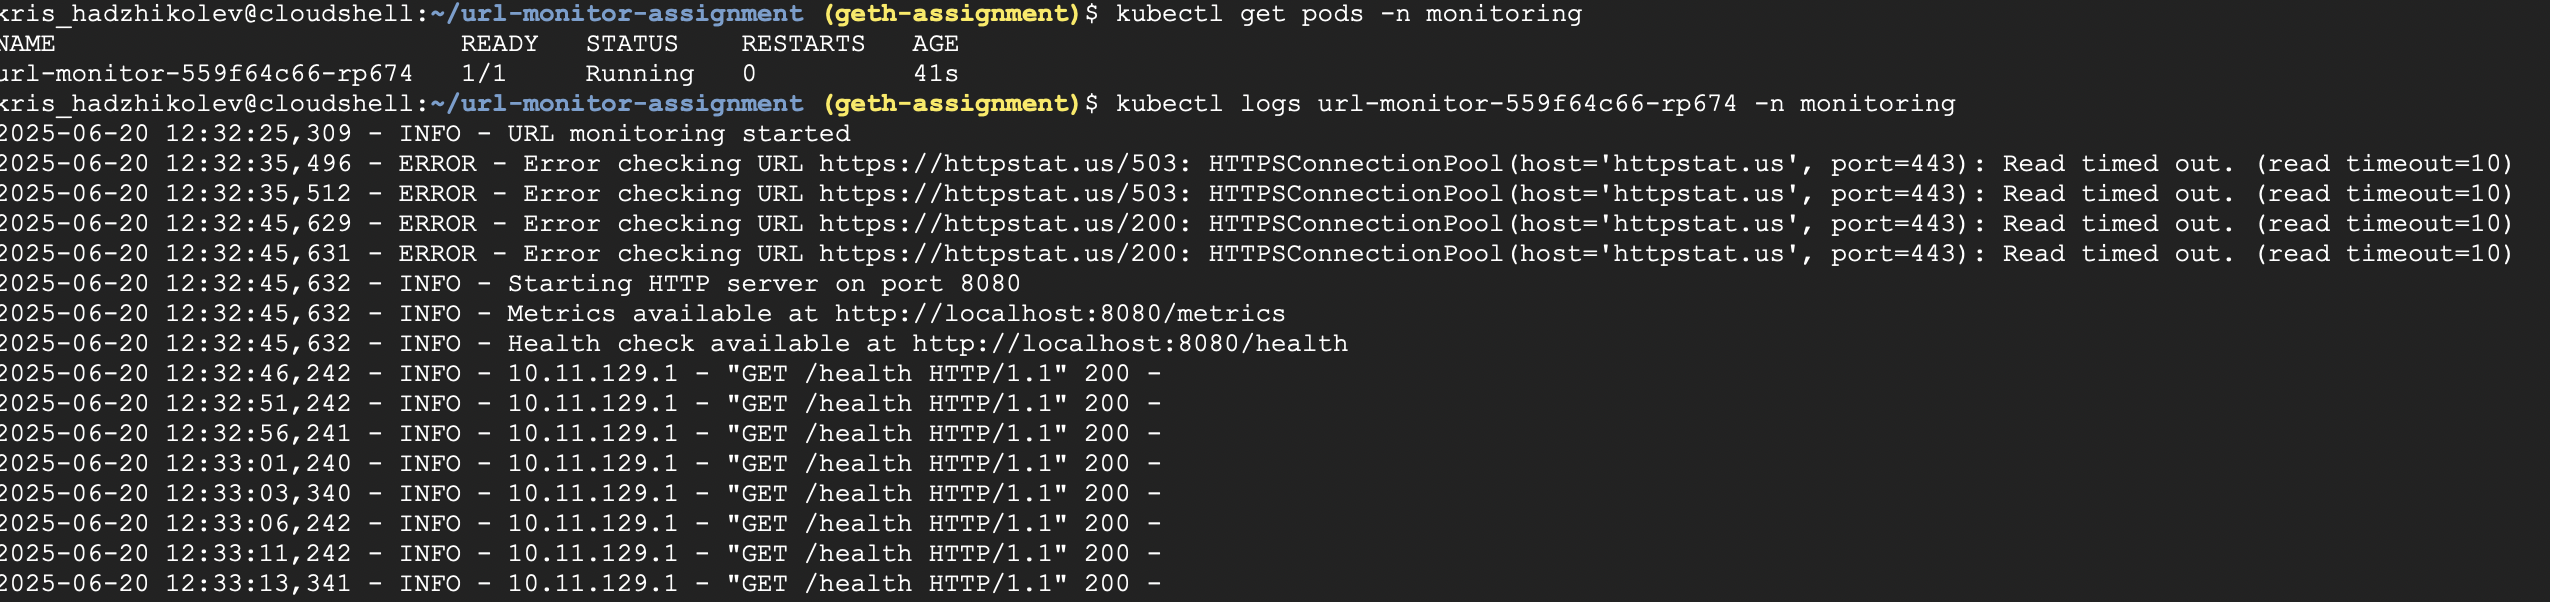 kris_hadzhikolev@cloudshell:~/url-monitor-assignment (geth-assignment)$ kubectl get pods -n monitoring
NAME                          READY   STATUS    RESTARTS   AGE
url-monitor-559f64c66-rp674   1/1     Running   0          41s
kris_hadzhikolev@cloudshell:~/url-monitor-assignment (geth-assignment)$ kubectl logs url-monitor-559f64c66-rp674 -n monitoring
2025-06-20 12:32:25,309 - INFO - URL monitoring started
2025-06-20 12:32:35,496 - ERROR - Error checking URL https://httpstat.us/503: HTTPSConnectionPool(host='httpstat.us', port=443): Read timed out. (read timeout=10)
2025-06-20 12:32:35,512 - ERROR - Error checking URL https://httpstat.us/503: HTTPSConnectionPool(host='httpstat.us', port=443): Read timed out. (read timeout=10)
2025-06-20 12:32:45,629 - ERROR - Error checking URL https://httpstat.us/200: HTTPSConnectionPool(host='httpstat.us', port=443): Read timed out. (read timeout=10)
2025-06-20 12:32:45,631 - ERROR - Error checking URL https://httpstat.us/200: HTTPSConnectionPool(host='httpstat.us', port=443): Read timed out. (read timeout=10)
2025-06-20 12:32:45,632 - INFO - Starting HTTP server on port 8080
2025-06-20 12:32:45,632 - INFO - Metrics available at http://localhost:8080/metrics
2025-06-20 12:32:45,632 - INFO - Health check available at http://localhost:8080/health
2025-06-20 12:32:46,242 - INFO - 10.11.129.1 - "GET /health HTTP/1.1" 200 -
2025-06-20 12:32:51,242 - INFO - 10.11.129.1 - "GET /health HTTP/1.1" 200 -
2025-06-20 12:32:56,241 - INFO - 10.11.129.1 - "GET /health HTTP/1.1" 200 -
2025-06-20 12:33:01,240 - INFO - 10.11.129.1 - "GET /health HTTP/1.1" 200 -
2025-06-20 12:33:03,340 - INFO - 10.11.129.1 - "GET /health HTTP/1.1" 200 -
2025-06-20 12:33:06,242 - INFO - 10.11.129.1 - "GET /health HTTP/1.1" 200 -
2025-06-20 12:33:11,242 - INFO - 10.11.129.1 - "GET /health HTTP/1.1" 200 -
2025-06-20 12:33:13,341 - INFO - 10.11.129.1 - "GET /health HTTP/1.1" 200 -